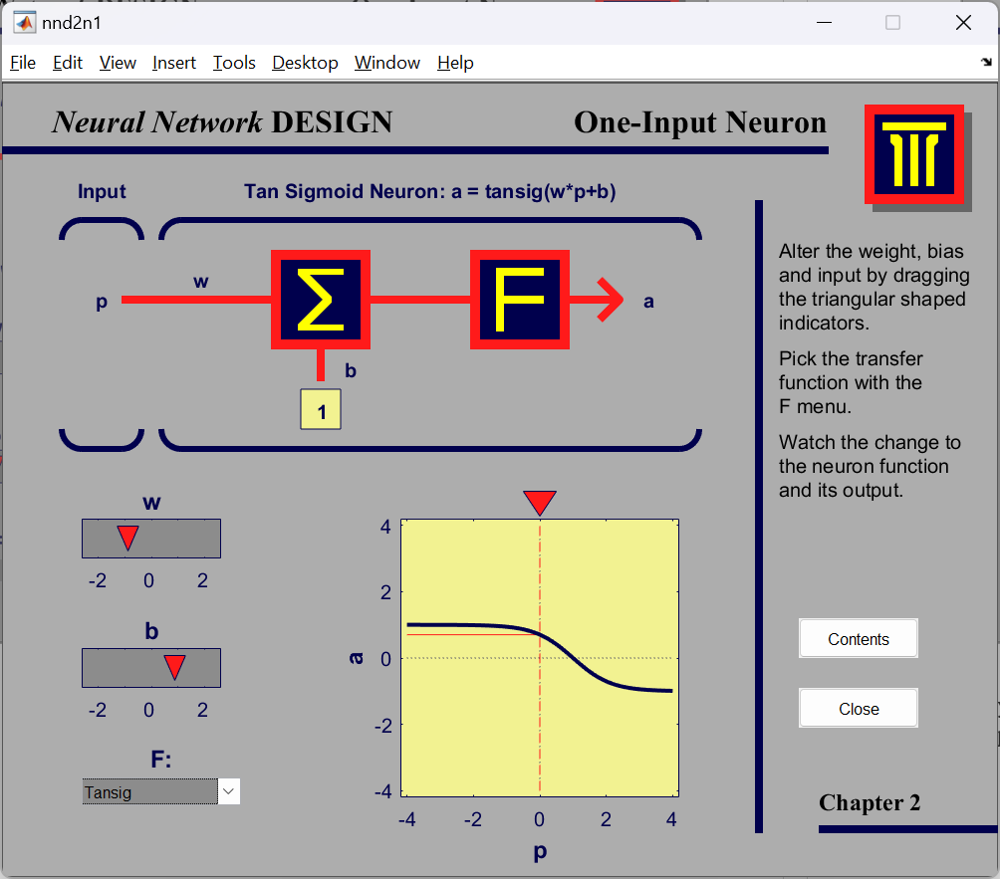 nnd2n1
File Edit View Insert Tools Desktop Window Help
Neural Network DESIGN One-Input Neuron
Input Tan Sigmoid Neuron: a = tansig(w*p+b)
w
p Σ F a
b
1
Alter the weight, bias
and input by dragging
the triangular shaped
indicators.
Pick the transfer
function with the
F menu.
Watch the change to
the neuron function
and its output.
w
-2 0 2
b
-2 0 2
F:
Tansig
4
2
0
-2
-4
a
-4 -2 0 2 4
p
Contents
Close
Chapter 2